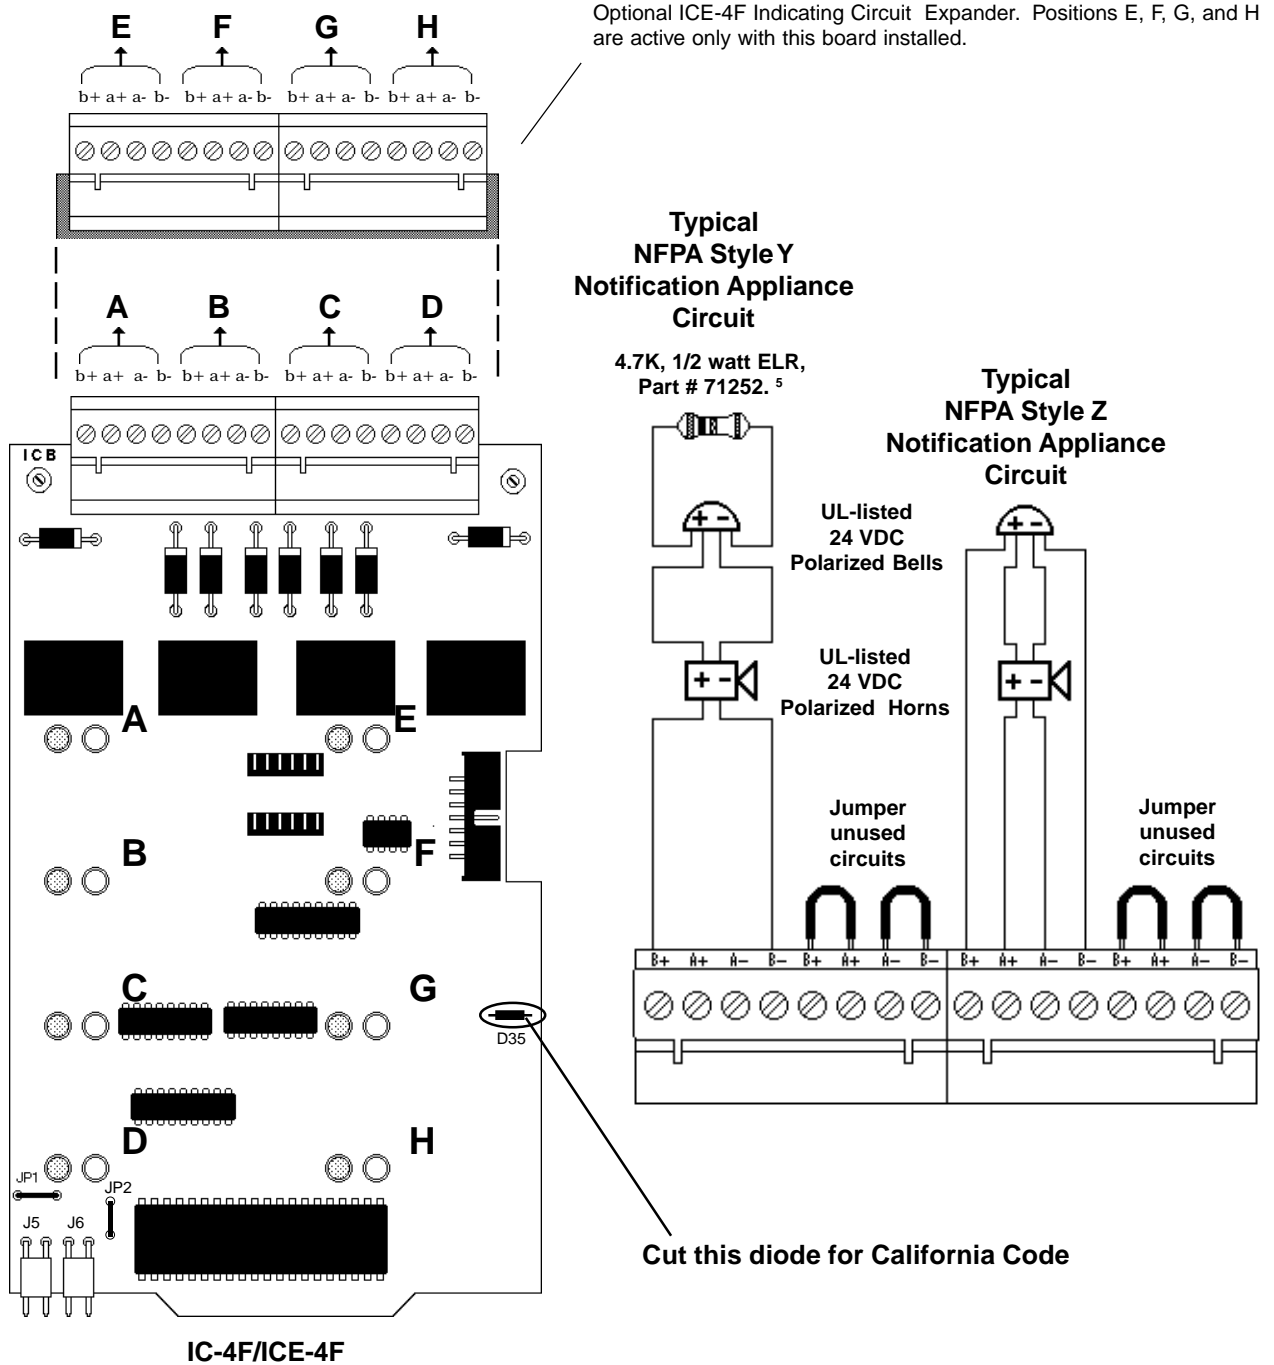 Optional ICE-4F Indicating Circuit Expander. Positions E, F, G, and H
are active only with this board installed.
E F G H
b+ a+ a- b- b+ a+ a- b- b+ a+ a- b- b+ a+ a- b-
A B C D
b+ a+ a- b- b+ a+ a- b- b+ a+ a- b- b+ a+ a- b-
ICB
Typical
NFPA Style Y
Notification Appliance
Circuit
4.7K, 1/2 watt ELR,
Part # 71252. 5
+ -
+ -
Typical
NFPA Style Z
Notification Appliance
Circuit
+ -
+ -
UL-listed
24 VDC
Polarized Bells
UL-listed
24 VDC
Polarized Horns
Jumper
unused
circuits
Jumper
unused
circuits
B+ A+ A- B- B+ A+ A- B- B+ A+ A- B- B+ A+ A- B-
A E
B F
C G
D35
D H
JP1
JP2
J5 J6
Cut this diode for California Code
IC-4F/ICE-4F